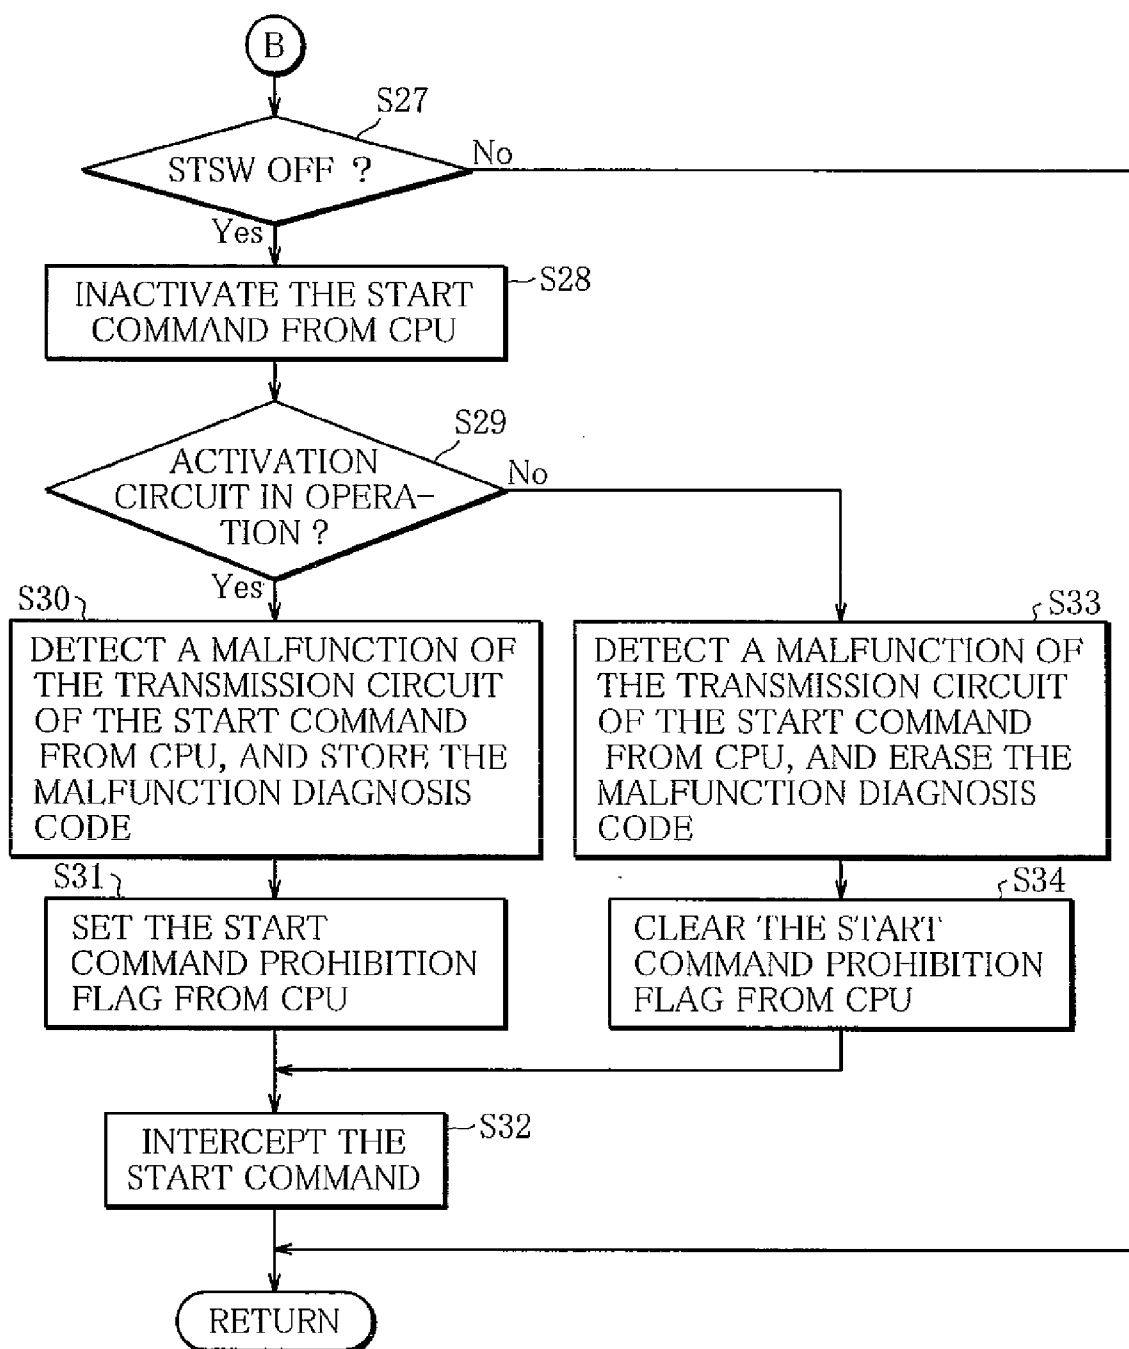 B
S27
STSW OFF ?
No
Yes
S28
INACTIVATE THE START
COMMAND FROM CPU
S29
ACTIVATION
CIRCUIT IN OPERA-
TION ?
No
Yes
S30
DETECT A MALFUNCTION OF
THE TRANSMISSION CIRCUIT
OF THE START COMMAND
FROM CPU, AND STORE THE
MALFUNCTION DIAGNOSIS
CODE
S33
DETECT A MALFUNCTION OF
THE TRANSMISSION CIRCUIT
OF THE START COMMAND
FROM CPU, AND ERASE THE
MALFUNCTION DIAGNOSIS
CODE
S31
SET THE START
COMMAND PROHIBITION
FLAG FROM CPU
S34
CLEAR THE START
COMMAND PROHIBITION
FLAG FROM CPU
S32
INTERCEPT THE
START COMMAND
RETURN